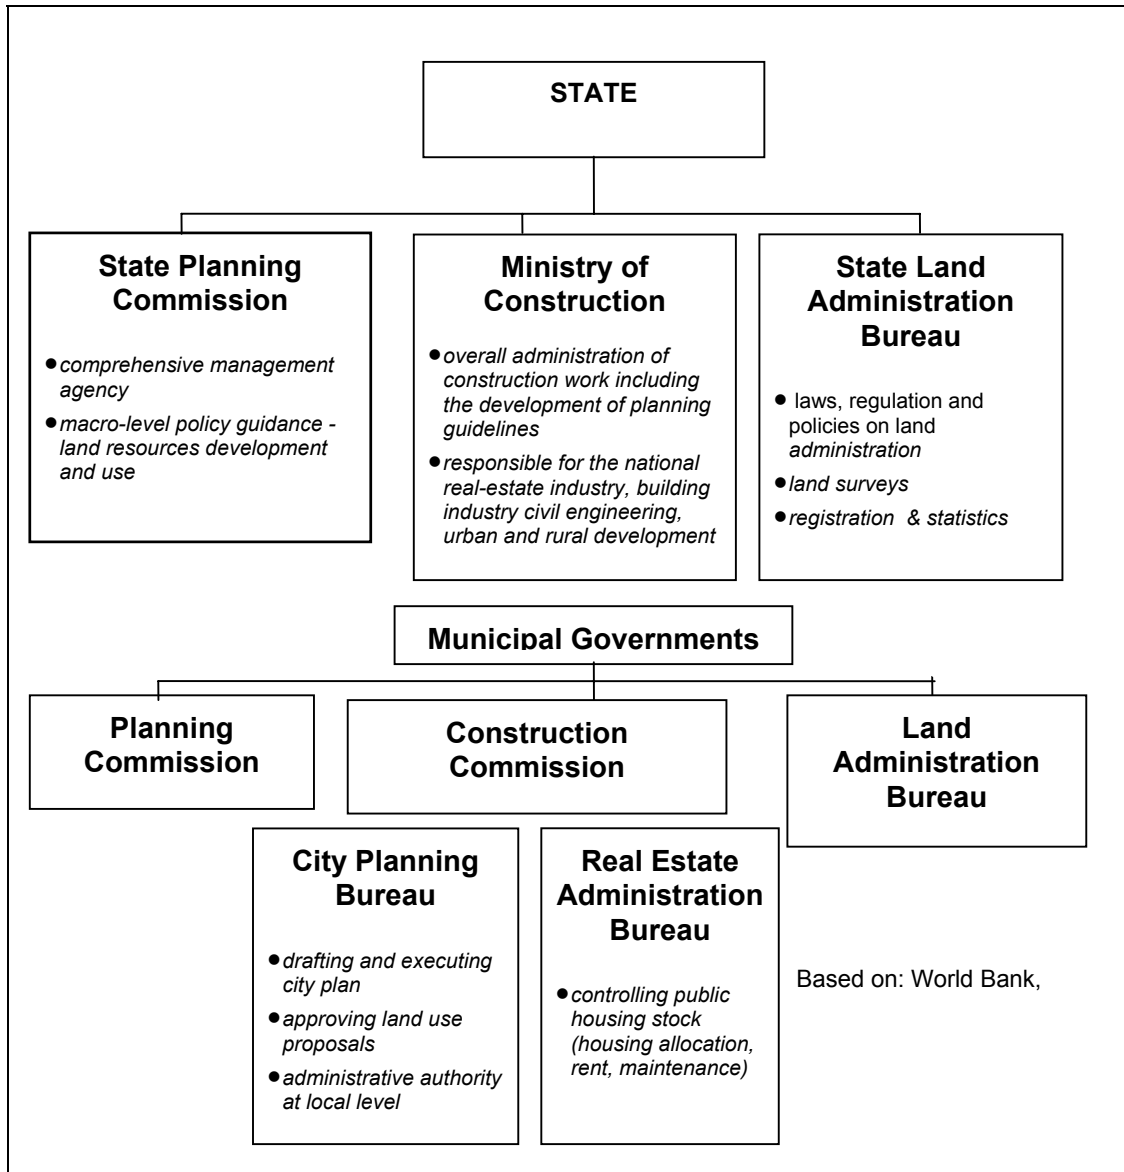 STATE
State Planning
Commission
●comprehensive management
agency
●macro-level policy guidance -
land resources development
and use
Ministry of
Construction
●overall administration of
construction work including
the development of planning
guidelines
●responsible for the national
real-estate industry, building
industry civil engineering,
urban and rural development
State Land
Administration
Bureau
● laws, regulation and
policies on land
administration
●land surveys
●registration & statistics
Municipal Governments
Planning
Commission
Construction
Commission
Land
Administration
Bureau
City Planning
Bureau
●drafting and executing
city plan
●approving land use
proposals
●administrative authority
at local level
Real Estate
Administration
Bureau
●controlling public
housing stock
(housing allocation,
rent, maintenance)
Based on: World Bank,